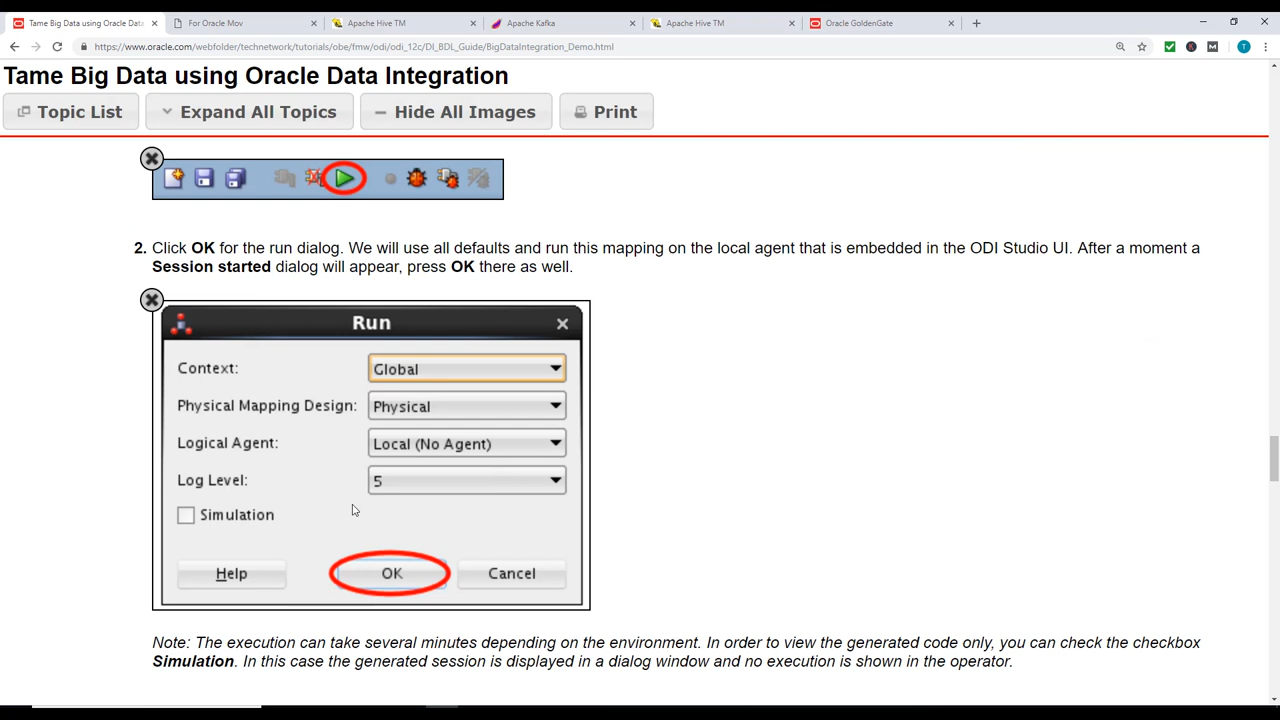 Tame Big Data using Oracle Data
For Oracle Mov
Apache Hive TM
Apache Kafka
Apache Hive TM
Oracle GoldenGate
https://www.oracle.com/webfolder/technetwork/tutorials/obe/fmw/odi/odi_12c/DI_BDL_Guide/BigDataIntegration_Demo.html
Tame Big Data using Oracle Data Integration
Topic List
Expand All Topics
Hide All Images
Print
2. Click OK for the run dialog. We will use all defaults and run this mapping on the local agent that is embedded in the ODI Studio UI. After a moment a
Session started dialog will appear, press OK there as well.
Run
Context: Global
Physical Mapping Design: Physical
Logical Agent: Local (No Agent)
Log Level: 5
Simulation
Help OK Cancel
Note: The execution can take several minutes depending on the environment. In order to view the generated code only, you can check the checkbox
Simulation. In this case the generated session is displayed in a dialog window and no execution is shown in the operator.